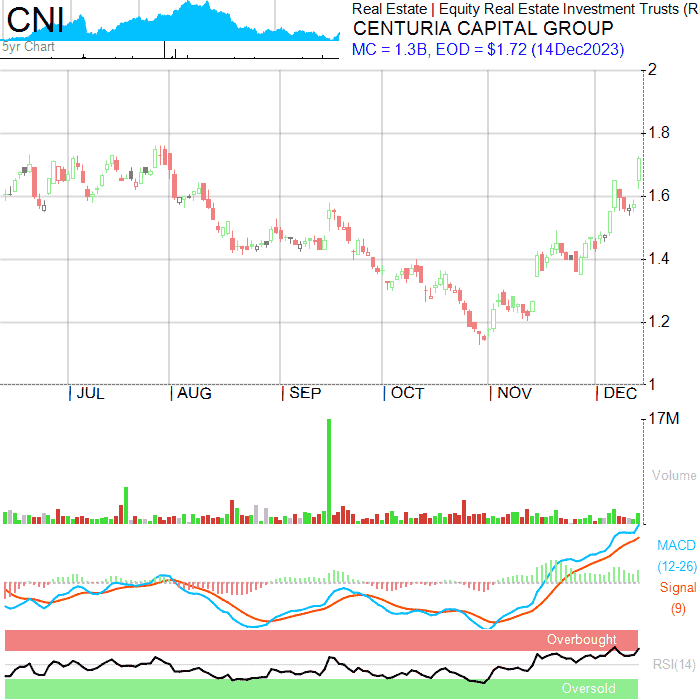 CNI
5yr Chart
Real Estate | Equity Real Estate Investment Trusts (R
CENTURIA CAPITAL GROUP
MC = 1.3B, EOD = $1.72 (14Dec2023)
2
1.8
1.6
1.4
1.2
1
JUL
AUG
SEP
OCT
NOV
DEC
17M
Volume
MACD
(12-26)
Signal
(9)
Overbought
RSI(14)
Oversold